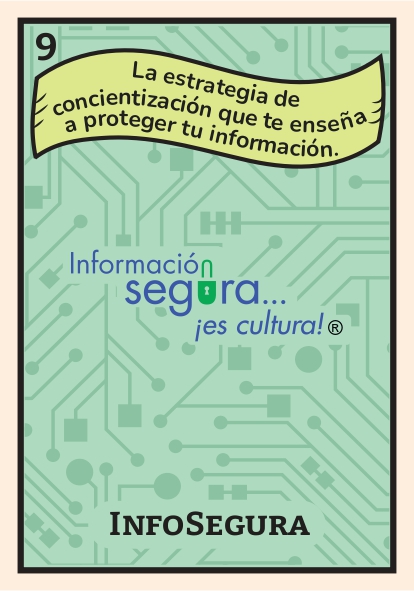 9
La estrategia de
concientización que te enseña
a proteger tu información.
Información
segura...
¡es cultura! ®
INFOSEGURA